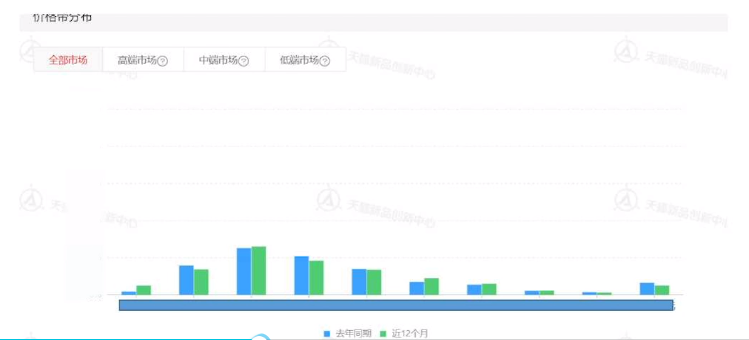 价格带分布
全部市场 高端市场? 中端市场? 低端市场?
天猫新品创新中心
天猫新品创新中心
新中心
天猫新品创新中心
天猫新品创新中心
去年同期 近12个月